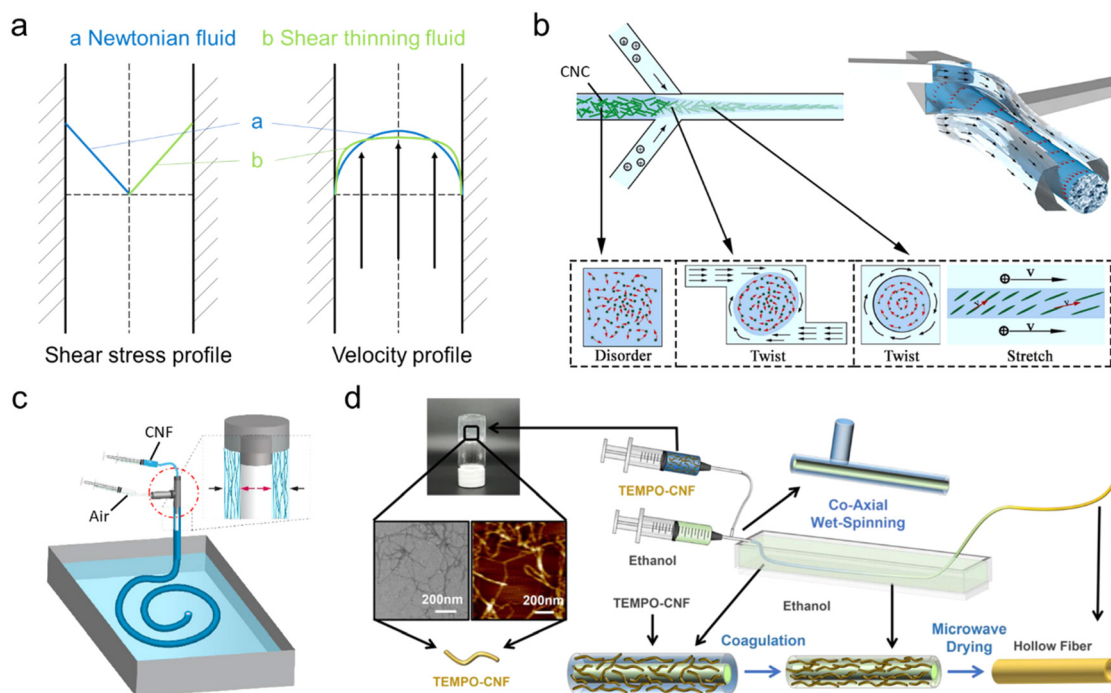 a
a Newtonian fluid b Shear thinning fluid
a
b
Shear stress profile
Velocity profile
b
CNC
Disorder
Twist
Twist
v
v
v
v
Stretch
c
CNF
Air
d
200nm
200nm
TEMPO-CNF
TEMPO-CNF
Ethanol
Co-Axial
Wet-Spinning
TEMPO-CNF
Ethanol
Coagulation
Microwave
Drying
Hollow Fiber